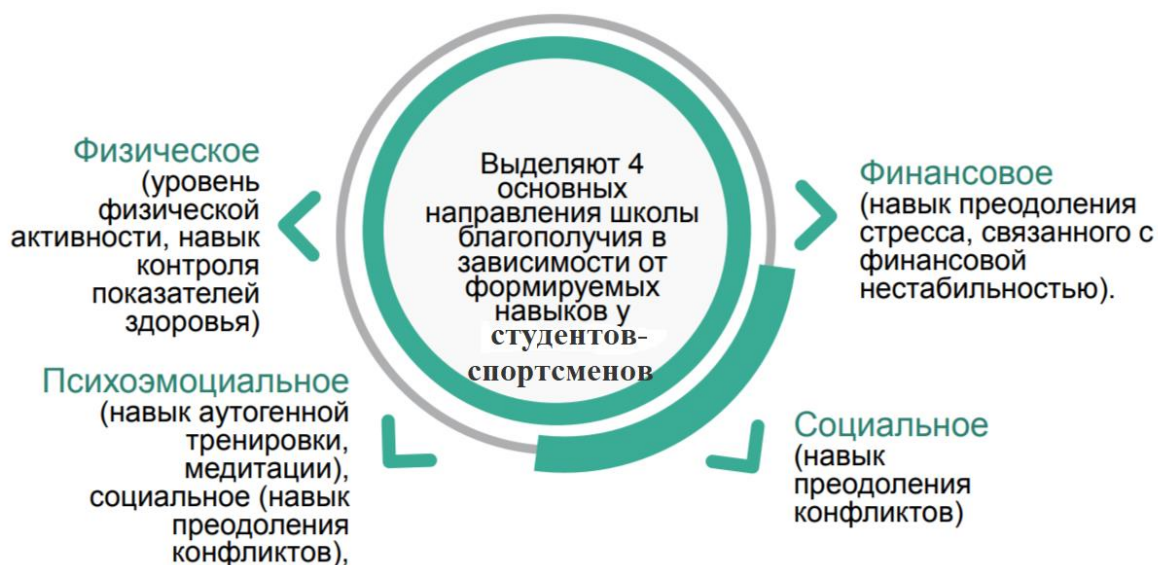 Физическое
(уровень
физической
активности, навык
контроля
показателей
здоровья)
Психоэмоциальное
(навык аутогенной
тренировки,
медитации),
социальное (навык
преодоления
конфликтов),
Выделяют 4
основных
направления школы
благополучия в
зависимости от
формируемых
навыков у
студентов-
спортсменов
Финансовое
(навык преодоления
стресса, связанного с
финансовой
нестабильностью).
Социальное
(навык
преодоления
конфликтов)